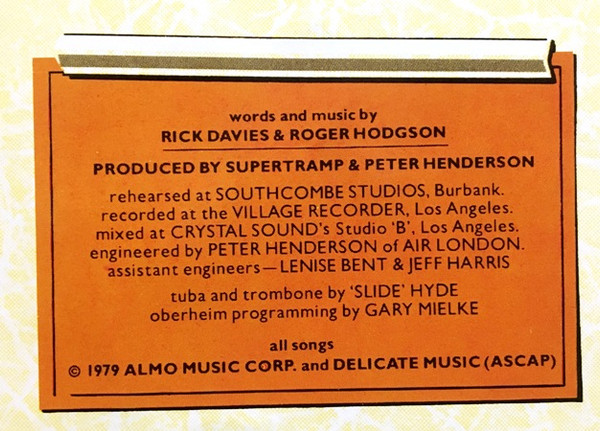 words and music by
RICK DAVIES & ROGER HODGSON
PRODUCED BY SUPERTRAMP & PETER HENDERSON
rehearsed at SOUTHCOMBE STUDIOS, Burbank.
recorded at the VILLAGE RECORDER, Los Angeles.
mixed at CRYSTAL SOUND's Studio 'B', Los Angeles.
engineered by PETER HENDERSON of AIR LONDON.
assistant engineers—LENISE BENT & JEFF HARRIS
tuba and trombone by 'SLIDE' HYDE
oberheim programming by GARY MIELKE
all songs
© 1979 ALMO MUSIC CORP. and DELICATE MUSIC (ASCAP)